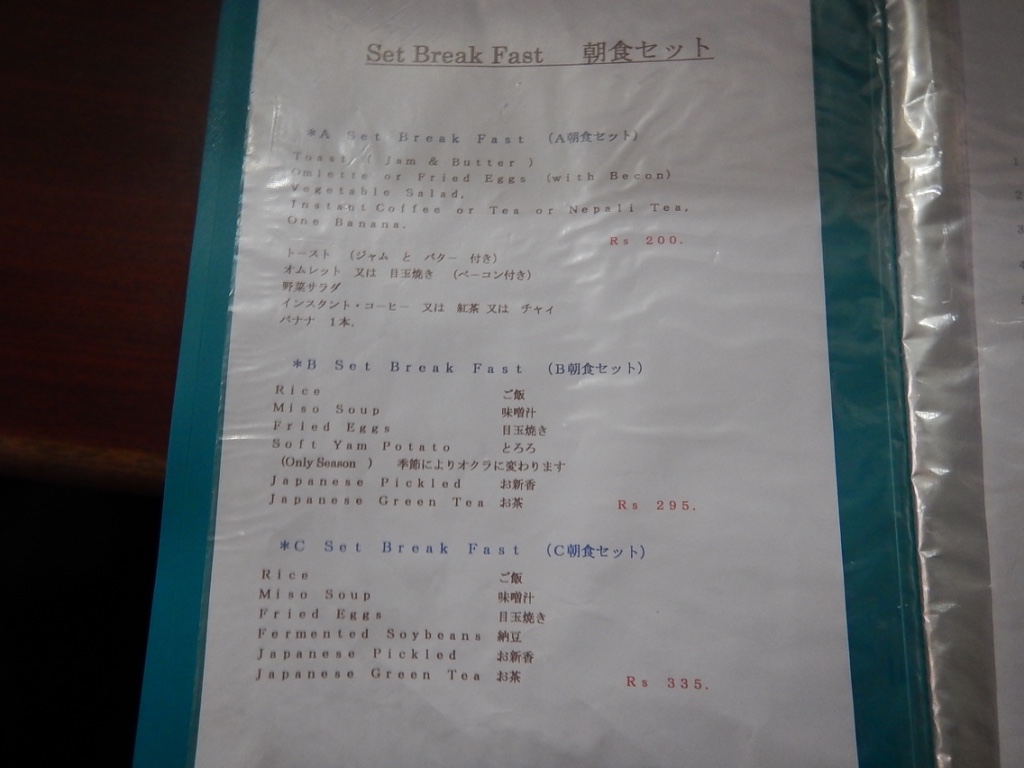 Set Break Fast 朝食セット
*A Set Break Fast (A朝食セット)
Toast ( Jam & Butter )
Omlette or Fried Eggs (with Becon)
Vegetable Salad,
Instant Coffee or Tea or Nepali Tea,
One Banana.
Rs 200.
トースト (ジャム と バター 付き)
オムレット 又は 目玉焼き (ベーコン付き)
野菜サラダ
インスタント・コーヒー 又は 紅茶 又は チャイ
バナナ 1本.
*B Set Break Fast (B朝食セット)
Rice ご飯
Miso Soup 味噌汁
Fried Eggs 目玉焼き
Soft Yam Potato とろろ
(Only Season ) 季節によりオクラに変わります
Japanese Pickled お新香
Japanese Green Tea お茶 Rs 295.
*C Set Break Fast (C朝食セット)
Rice ご飯
Miso Soup 味噌汁
Fried Eggs 目玉焼き
Fermented Soybeans 納豆
Japanese Pickled お新香
Japanese Green Tea お茶 Rs 335.